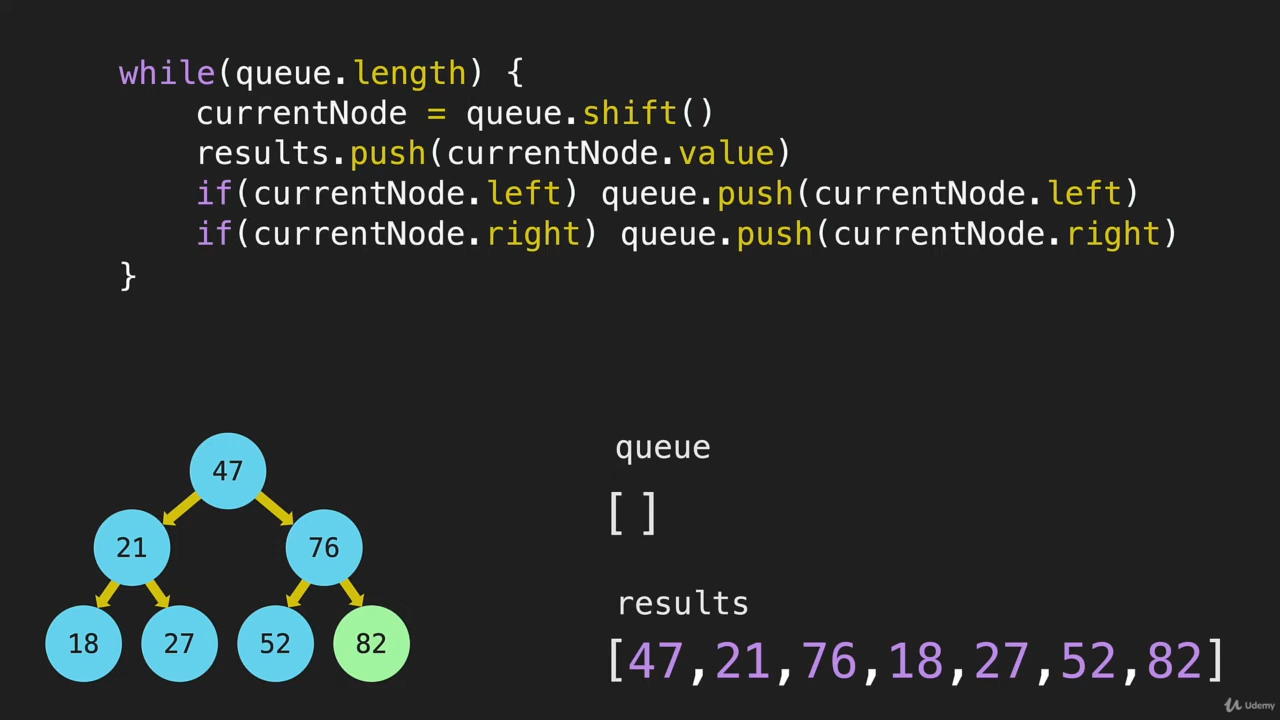 while(queue.length) {
    currentNode = queue.shift()
    results.push(currentNode.value)
    if(currentNode.left) queue.push(currentNode.left)
    if(currentNode.right) queue.push(currentNode.right)
}
47
21 76
18 27 52 82
queue
[ ]
results
[47,21,76,18,27,52,82]
Udemy